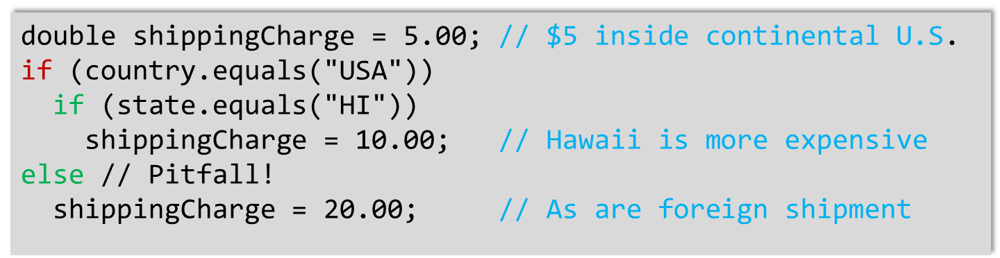 double shippingCharge = 5.00; // $5 inside continental U.S.
if (country.equals("USA"))
  if (state.equals("HI"))
    shippingCharge = 10.00;   // Hawaii is more expensive
else // Pitfall!
  shippingCharge = 20.00;     // As are foreign shipment